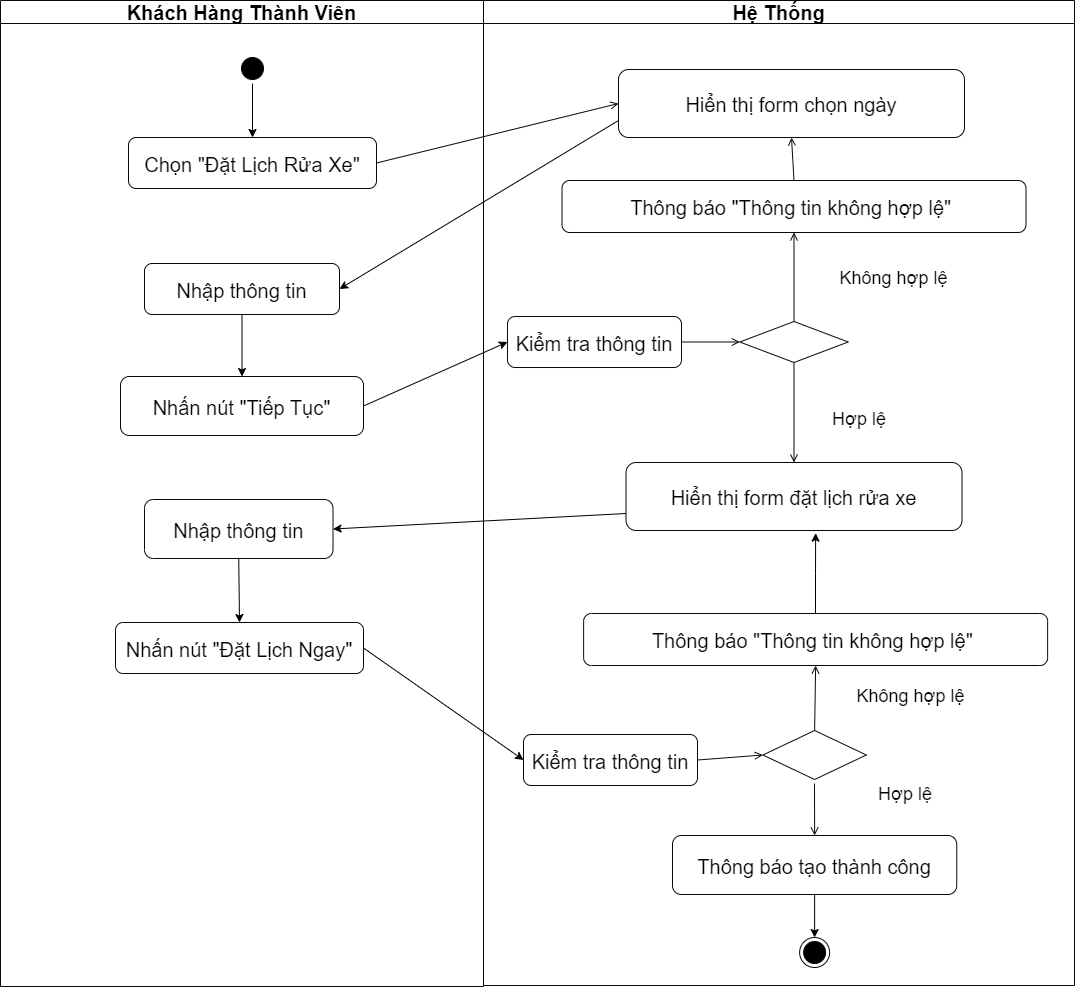 Khách Hàng Thành Viên
Hệ Thống
Hiển thị form chọn ngày
Chọn "Đặt Lịch Rửa Xe"
Thông báo "Thông tin không hợp lệ"
Không hợp lệ
Nhập thông tin
Kiểm tra thông tin
Nhấn nút "Tiếp Tục"
Hợp lệ
Hiển thị form đặt lịch rửa xe
Nhập thông tin
Thông báo "Thông tin không hợp lệ"
Nhấn nút "Đặt Lịch Ngay"
Không hợp lệ
Kiểm tra thông tin
Hợp lệ
Thông báo tạo thành công